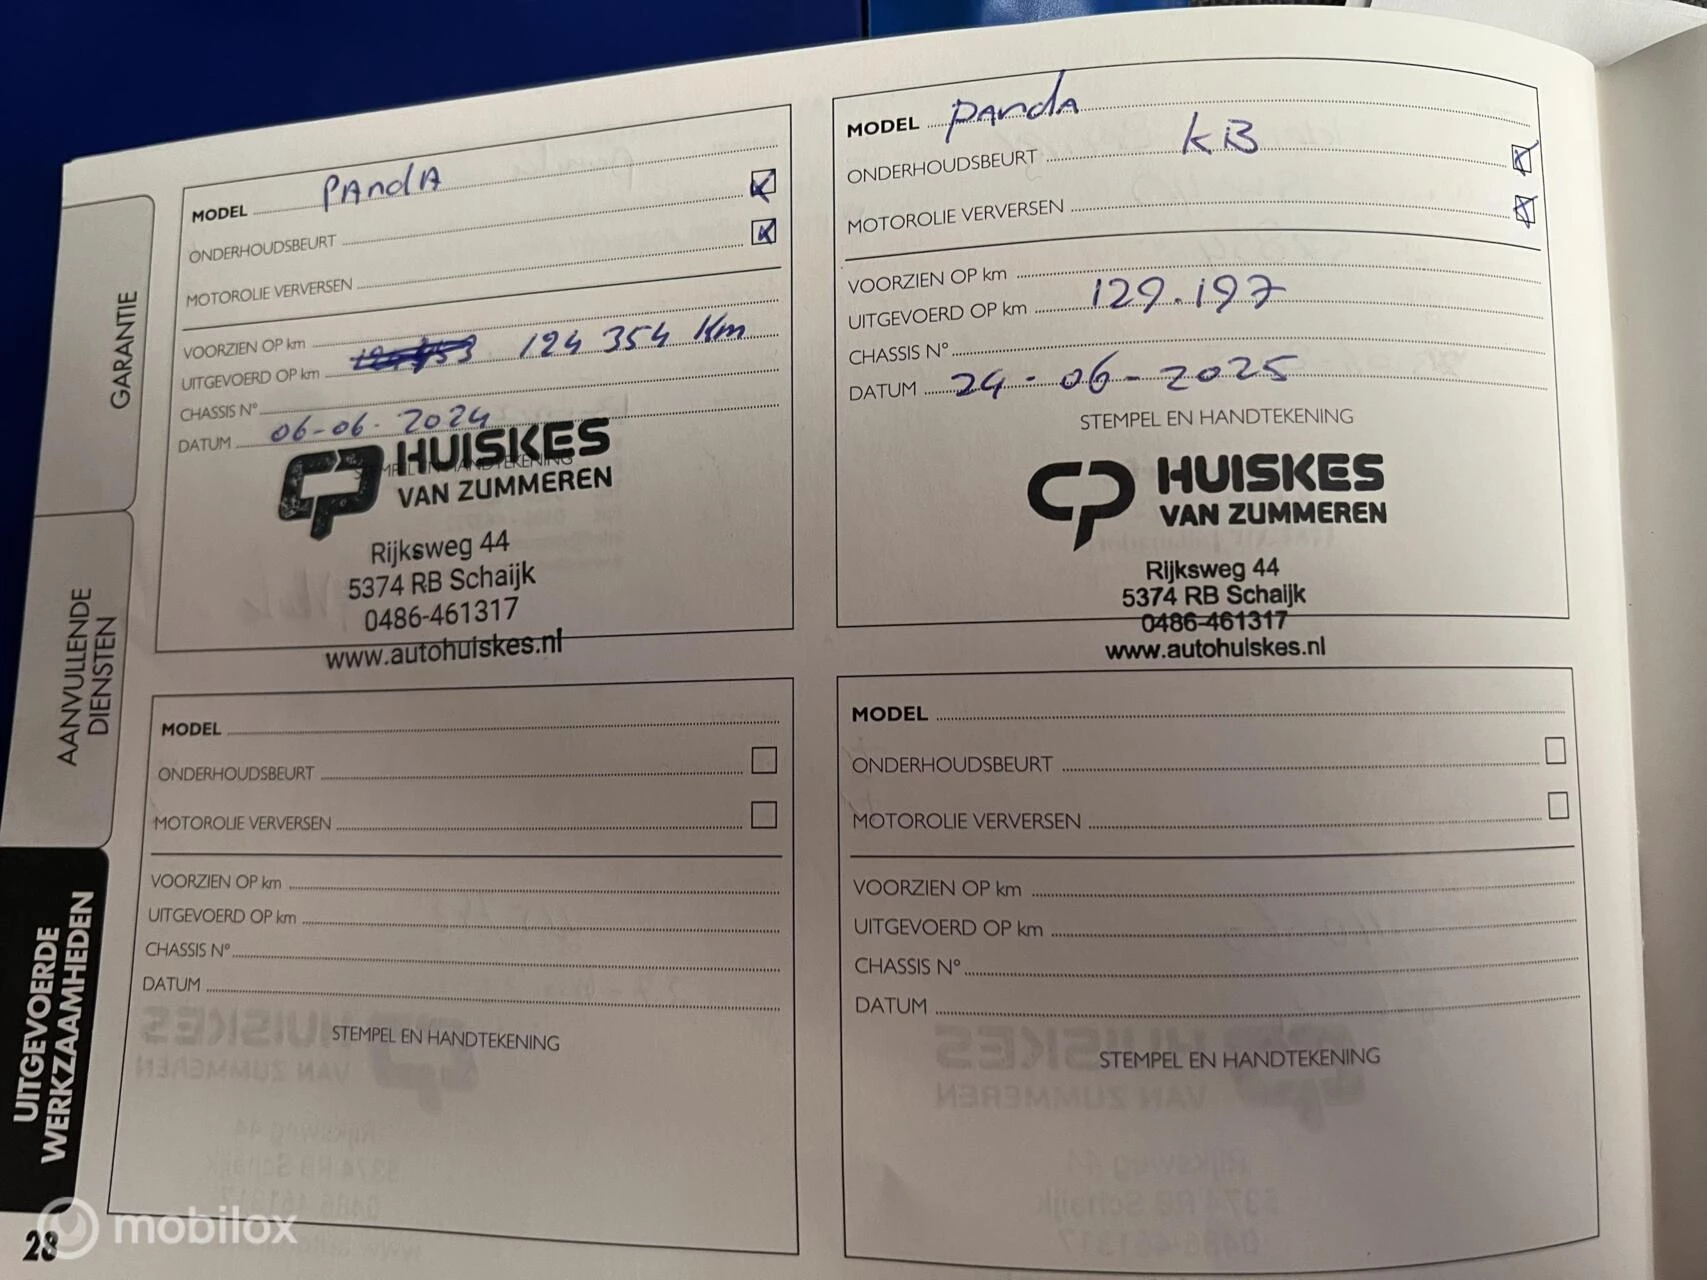 MODEL PANDA
ONDERHOUDSBEURT
MOTOROLIE VERVERSEN
VOORZIEN OP km
UITGEVOERD OP km 124 354 Km
CHASSIS N°
DATUM 06-06-2024
STEMPEL EN HANDTEKENING
HUISKES
VAN ZUMMEREN
Rijksweg 44
5374 RB Schaijk
0486-461317
www.autohuiskes.nl
MODEL PANDA
ONDERHOUDSBEURT KB
MOTOROLIE VERVERSEN
VOORZIEN OP km
UITGEVOERD OP km 129.197
CHASSIS N°
DATUM 24-06-2025
STEMPEL EN HANDTEKENING
HUISKES
VAN ZUMMEREN
Rijksweg 44
5374 RB Schaijk
0486-461317
www.autohuiskes.nl
MODEL
ONDERHOUDSBEURT
MOTOROLIE VERVERSEN
VOORZIEN OP km
UITGEVOERD OP km
CHASSIS N°
DATUM
STEMPEL EN HANDTEKENING
MODEL
ONDERHOUDSBEURT
MOTOROLIE VERVERSEN
VOORZIEN OP km
UITGEVOERD OP km
CHASSIS N°
DATUM
STEMPEL EN HANDTEKENING
GARANTIE
AANVULLENDE
DIENSTEN
UITGEVOERDE
WERKZAAMHEDEN
28
mobilox